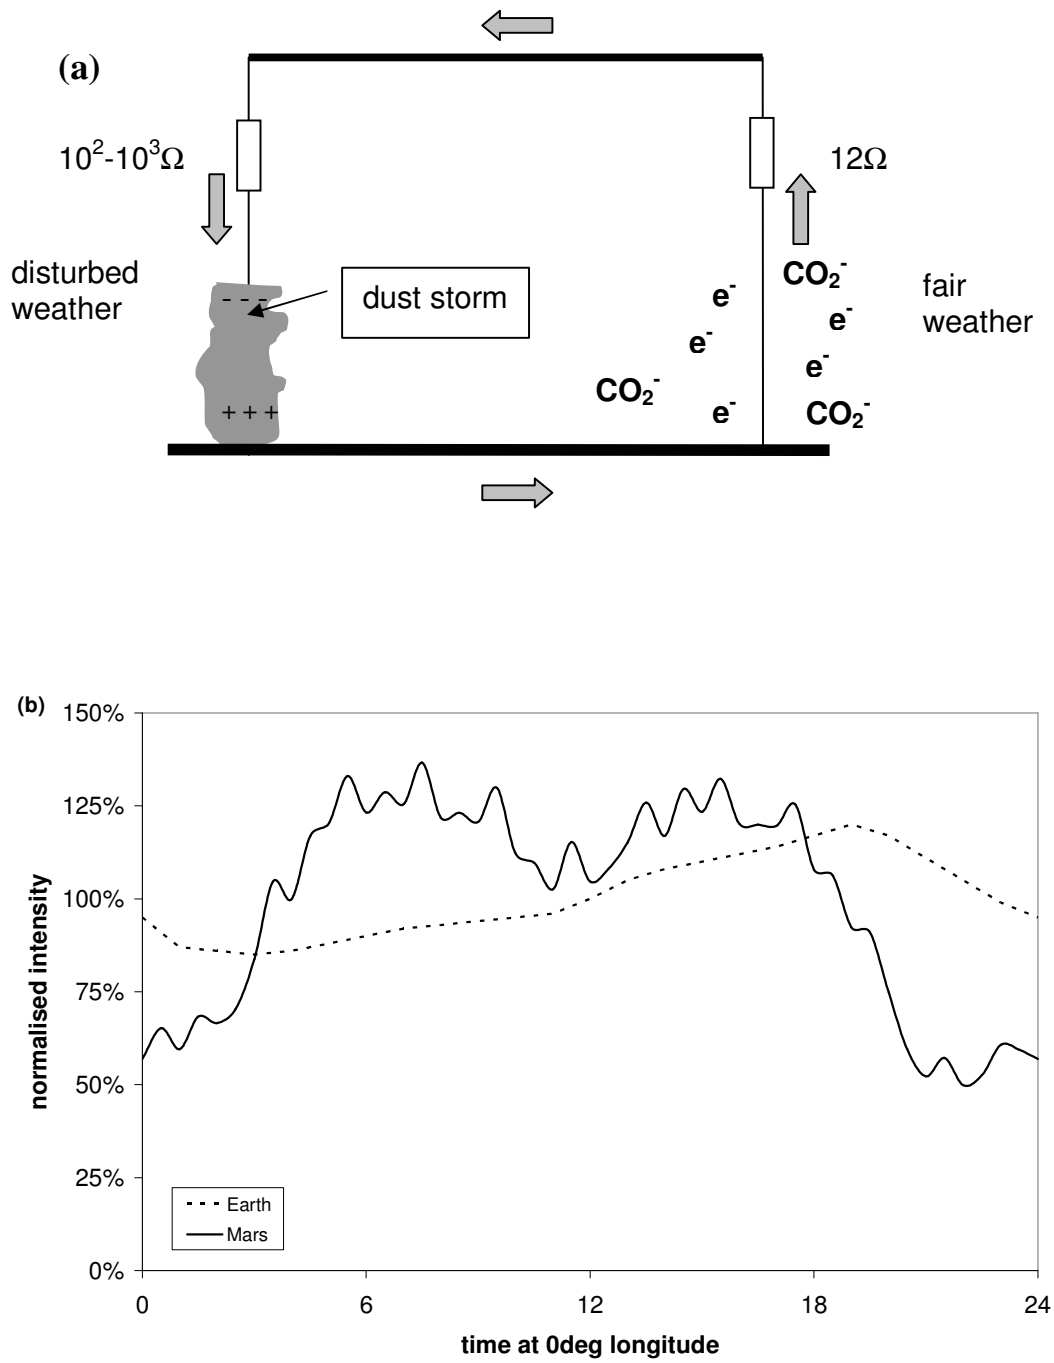 (a)
10²-10³Ω
12Ω
disturbed
weather
- - -
dust storm
+ + +
CO₂⁻
e⁻
e⁻
fair
weather
e⁻
e⁻
CO₂⁻
e⁻
CO₂⁻
(b)
150%
125%
100%
75%
50%
25%
0%
normalised intensity
Earth
Mars
0
6
12
18
24
time at 0deg longitude